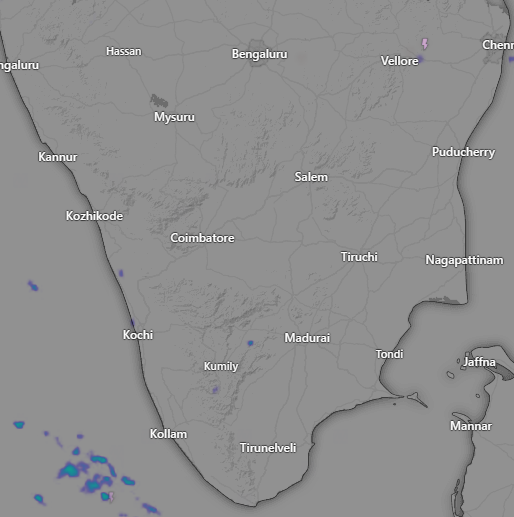 Hassan
Bengaluru
Chenn
ngaluru
Vellore
Mysuru
Kannur
Puducherry
Salem
Kozhikode
Coimbatore
Tiruchi
Nagapattinam
Kochi
Madurai
Tondi
Kumily
Jaffna
Mannar
Kollam
Tirunelveli